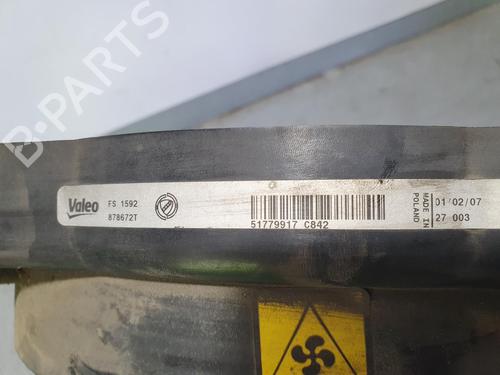 B-PARTS
Valeo
FS 1592
878672T
51779917 C842
MADE IN
POLAND
01/02/07
27 003